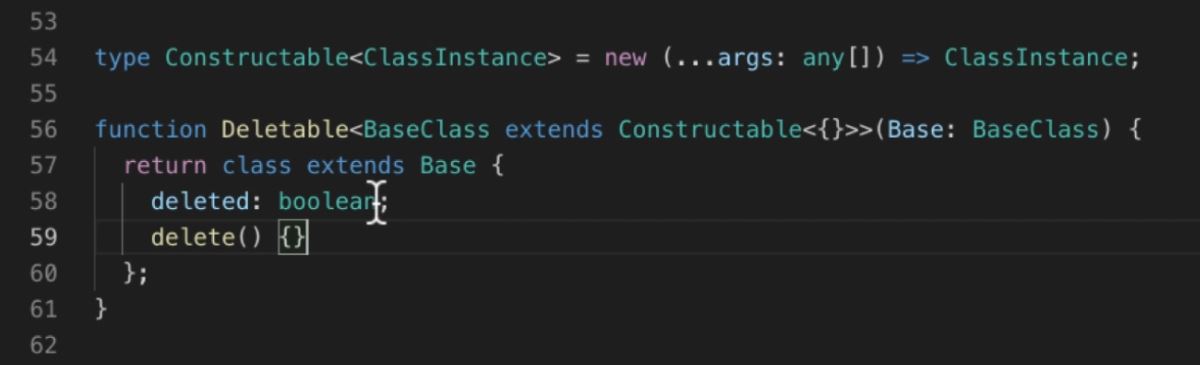 53
54 type Constructable<ClassInstance> = new (...args: any[]) => ClassInstance;
55
56 function Deletable<BaseClass extends Constructable<{}>>(Base: BaseClass) {
57 return class extends Base {
58 deleted: boolean;
59 delete() {}
60 };
61 }
62